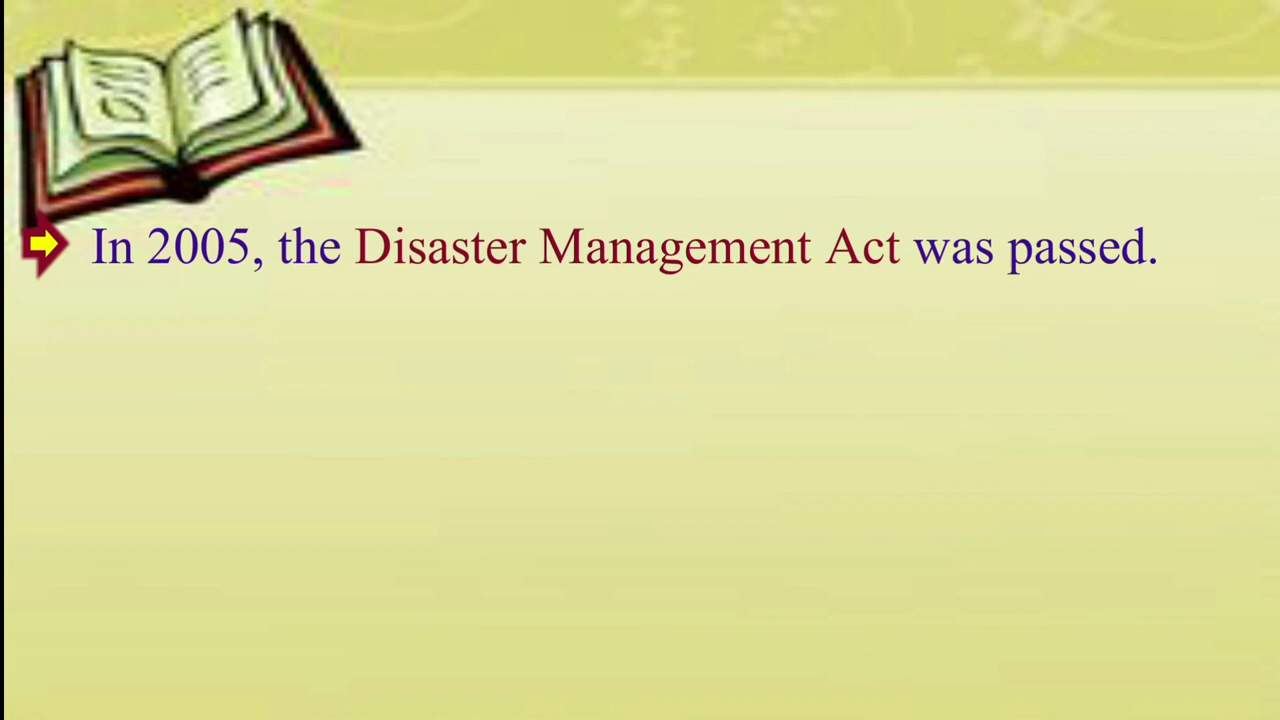 In 2005, the Disaster Management Act was passed.